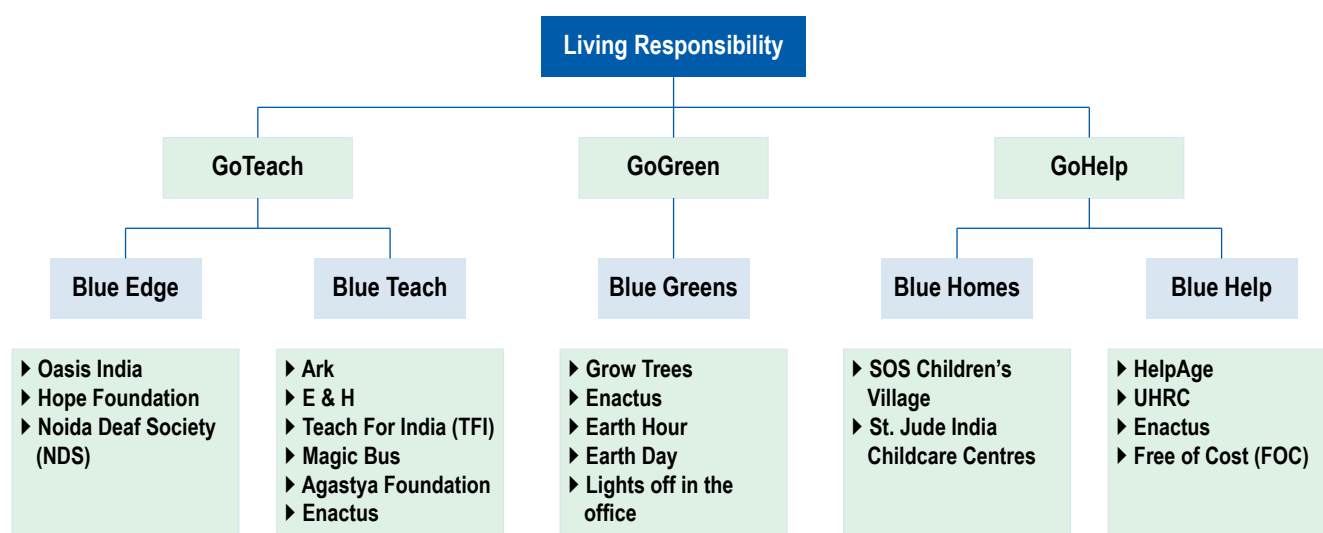 Living Responsibility
GoTeach
GoGreen
GoHelp
Blue Edge
Blue Teach
Blue Greens
Blue Homes
Blue Help
Oasis India
Hope Foundation
Noida Deaf Society
(NDS)
Ark
E & H
Teach For India (TFI)
Magic Bus
Agastya Foundation
Enactus
Grow Trees
Enactus
Earth Hour
Earth Day
Lights off in the
office
SOS Children’s
Village
St. Jude India
Childcare Centres
HelpAge
UHRC
Enactus
Free of Cost (FOC)